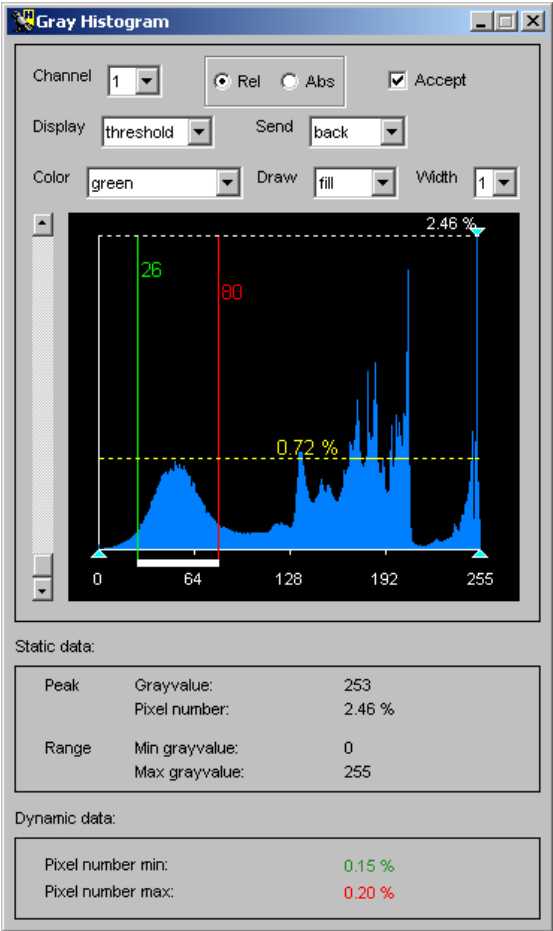 Gray Histogram
Channel 1 Rel Abs Accept
Display threshold Send back
Color green Draw fill Width 1
2.46 %
26
80
0.72 %
0 64 128 192 255
Static data:
Peak Grayvalue: 253
Pixel number: 2.46 %
Range Min grayvalue: 0
Max grayvalue: 255
Dynamic data:
Pixel number min: 0.15 %
Pixel number max: 0.20 %